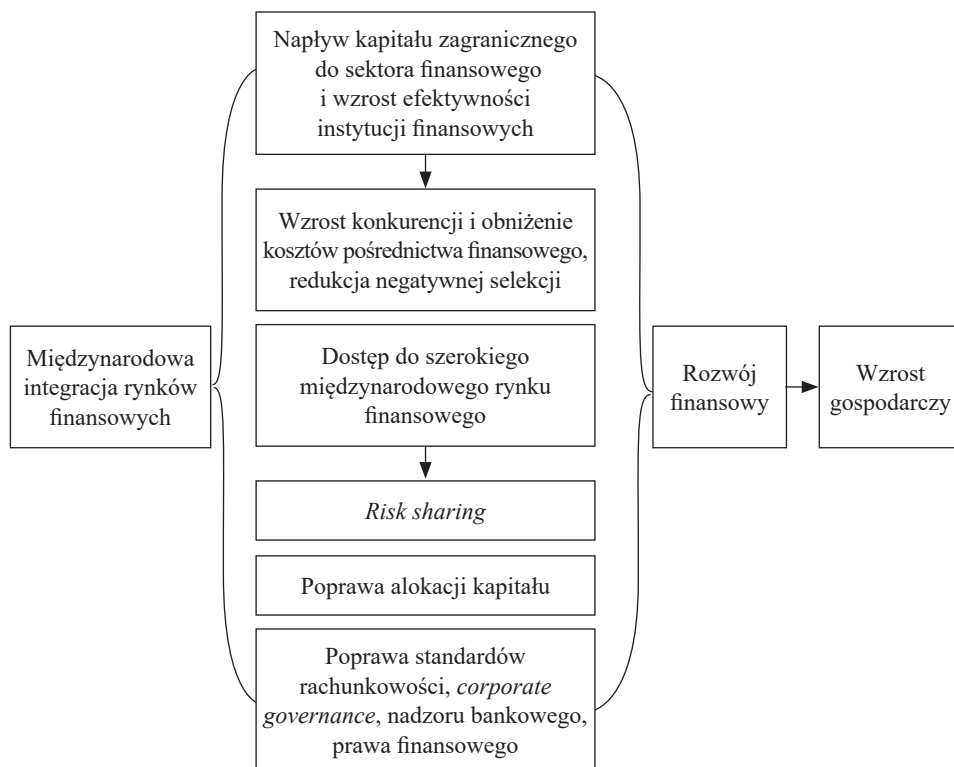 Napływ kapitału zagranicznego
do sektora finansowego
i wzrost efektywności
instytucji finansowych
Wzrost konkurencji i obniżenie
kosztów pośrednictwa finansowego,
redukcja negatywnej selekcji
Międzynarodowa
integracja rynków
finansowych
Dostęp do szerokiego
międzynarodowego rynku
finansowego
Rozwój
finansowy
Wzrost
gospodarczy
Risk sharing
Poprawa alokacji kapitału
Poprawa standardów
rachunkowości, corporate
governance, nadzoru bankowego,
prawa finansowego